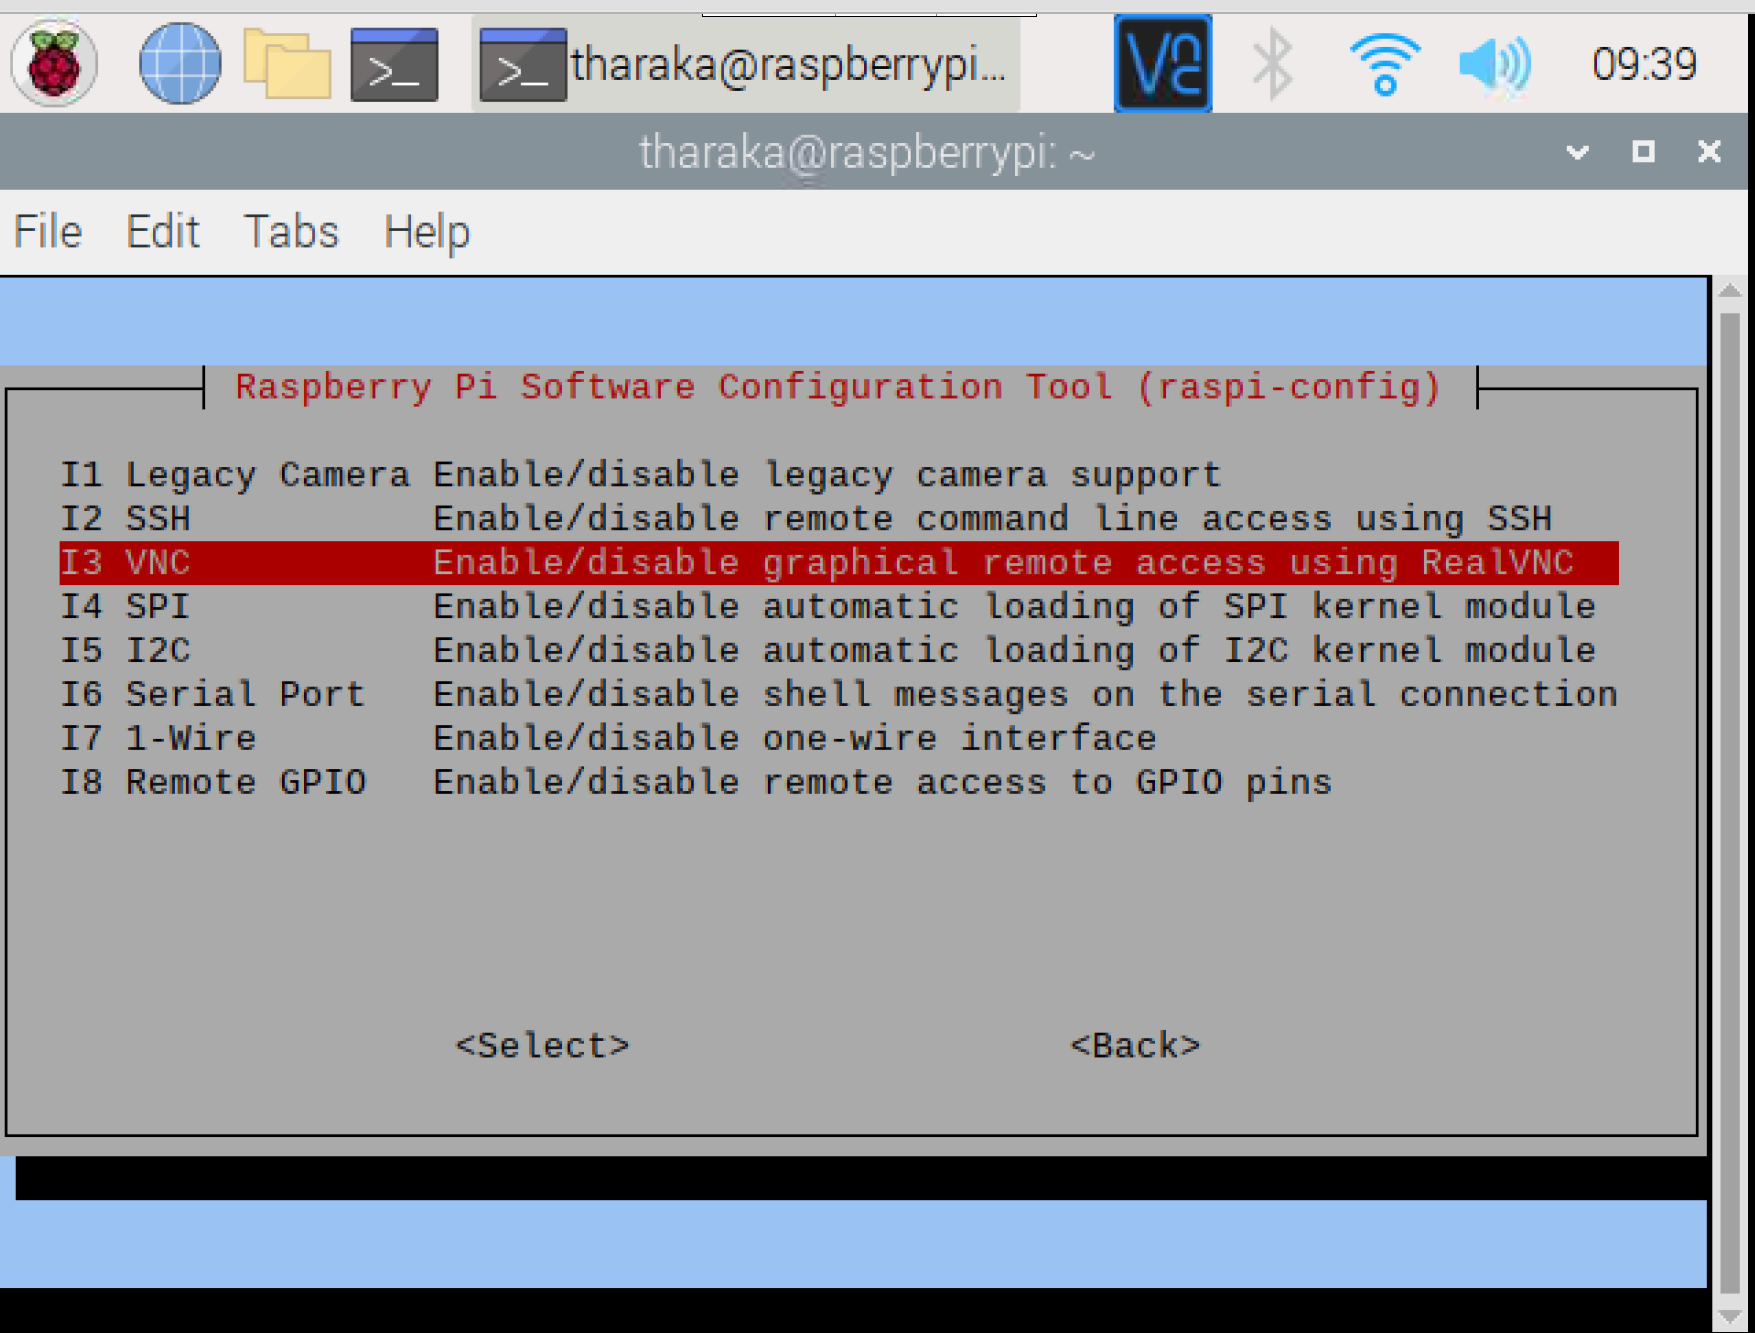 tharaka@raspberrypi...
09:39
tharaka@raspberrypi: ~
File Edit Tabs Help
Raspberry Pi Software Configuration Tool (raspi-config)
I1 Legacy Camera Enable/disable legacy camera support
I2 SSH Enable/disable remote command line access using SSH
I3 VNC Enable/disable graphical remote access using RealVNC
I4 SPI Enable/disable automatic loading of SPI kernel module
I5 I2C Enable/disable automatic loading of I2C kernel module
I6 Serial Port Enable/disable shell messages on the serial connection
I7 1-Wire Enable/disable one-wire interface
I8 Remote GPIO Enable/disable remote access to GPIO pins
<Select> <Back>